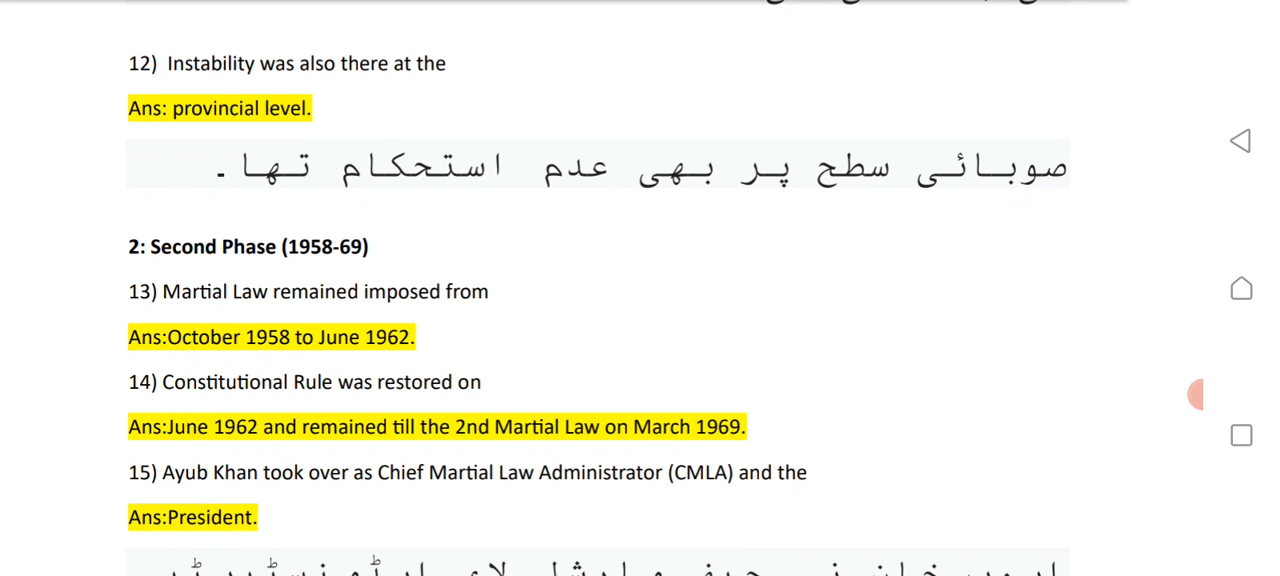 12) Instability was also there at the
Ans: provincial level.
صوبائی سطح پر بھی عدم استحکام تھا۔
2: Second Phase (1958-69)
13) Martial Law remained imposed from
Ans:October 1958 to June 1962.
14) Constitutional Rule was restored on
Ans:June 1962 and remained till the 2nd Martial Law on March 1969.
15) Ayub Khan took over as Chief Martial Law Administrator (CMLA) and the
Ans:President.